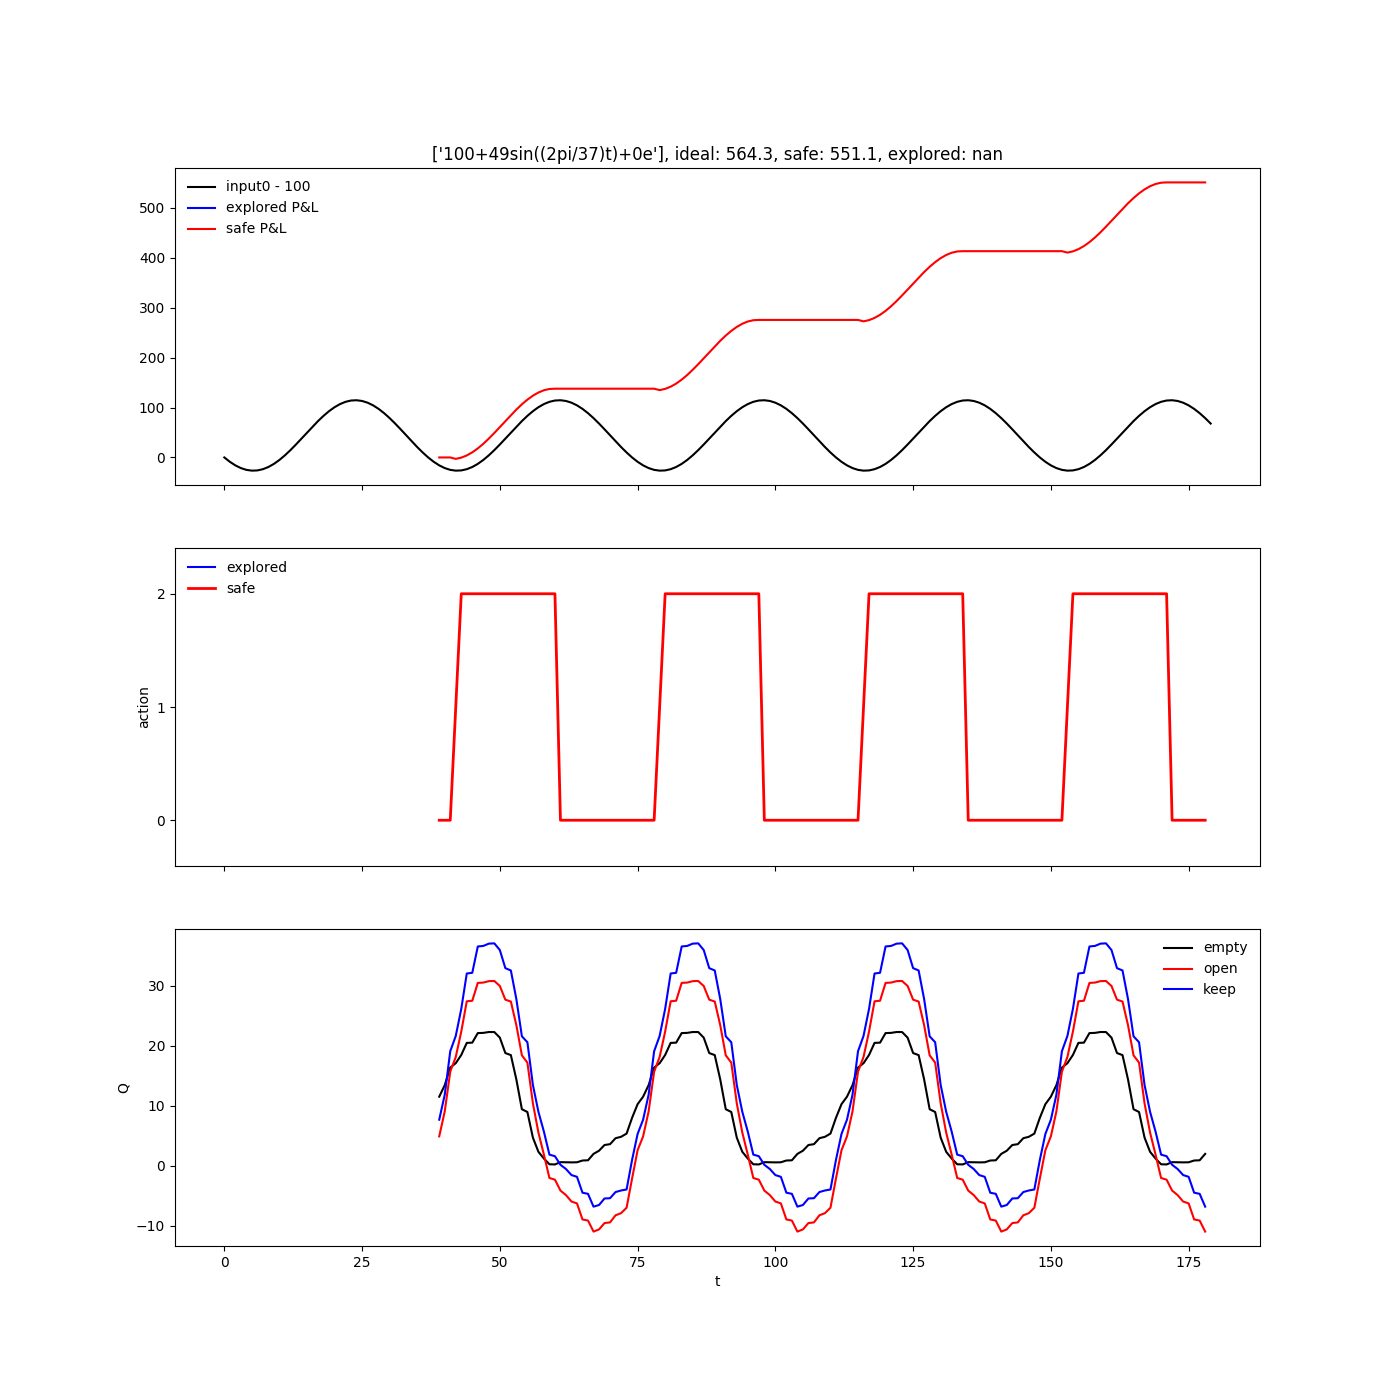 ['100+49sin((2pi/37)t)+0e'], ideal: 564.3, safe: 551.1, explored: nan
input0 - 100
explored P&L
safe P&L
500
400
300
200
100
0
explored
safe
2
1
0
action
empty
open
keep
30
20
10
0
−10
Q
0 25 50 75 100 125 150 175
t